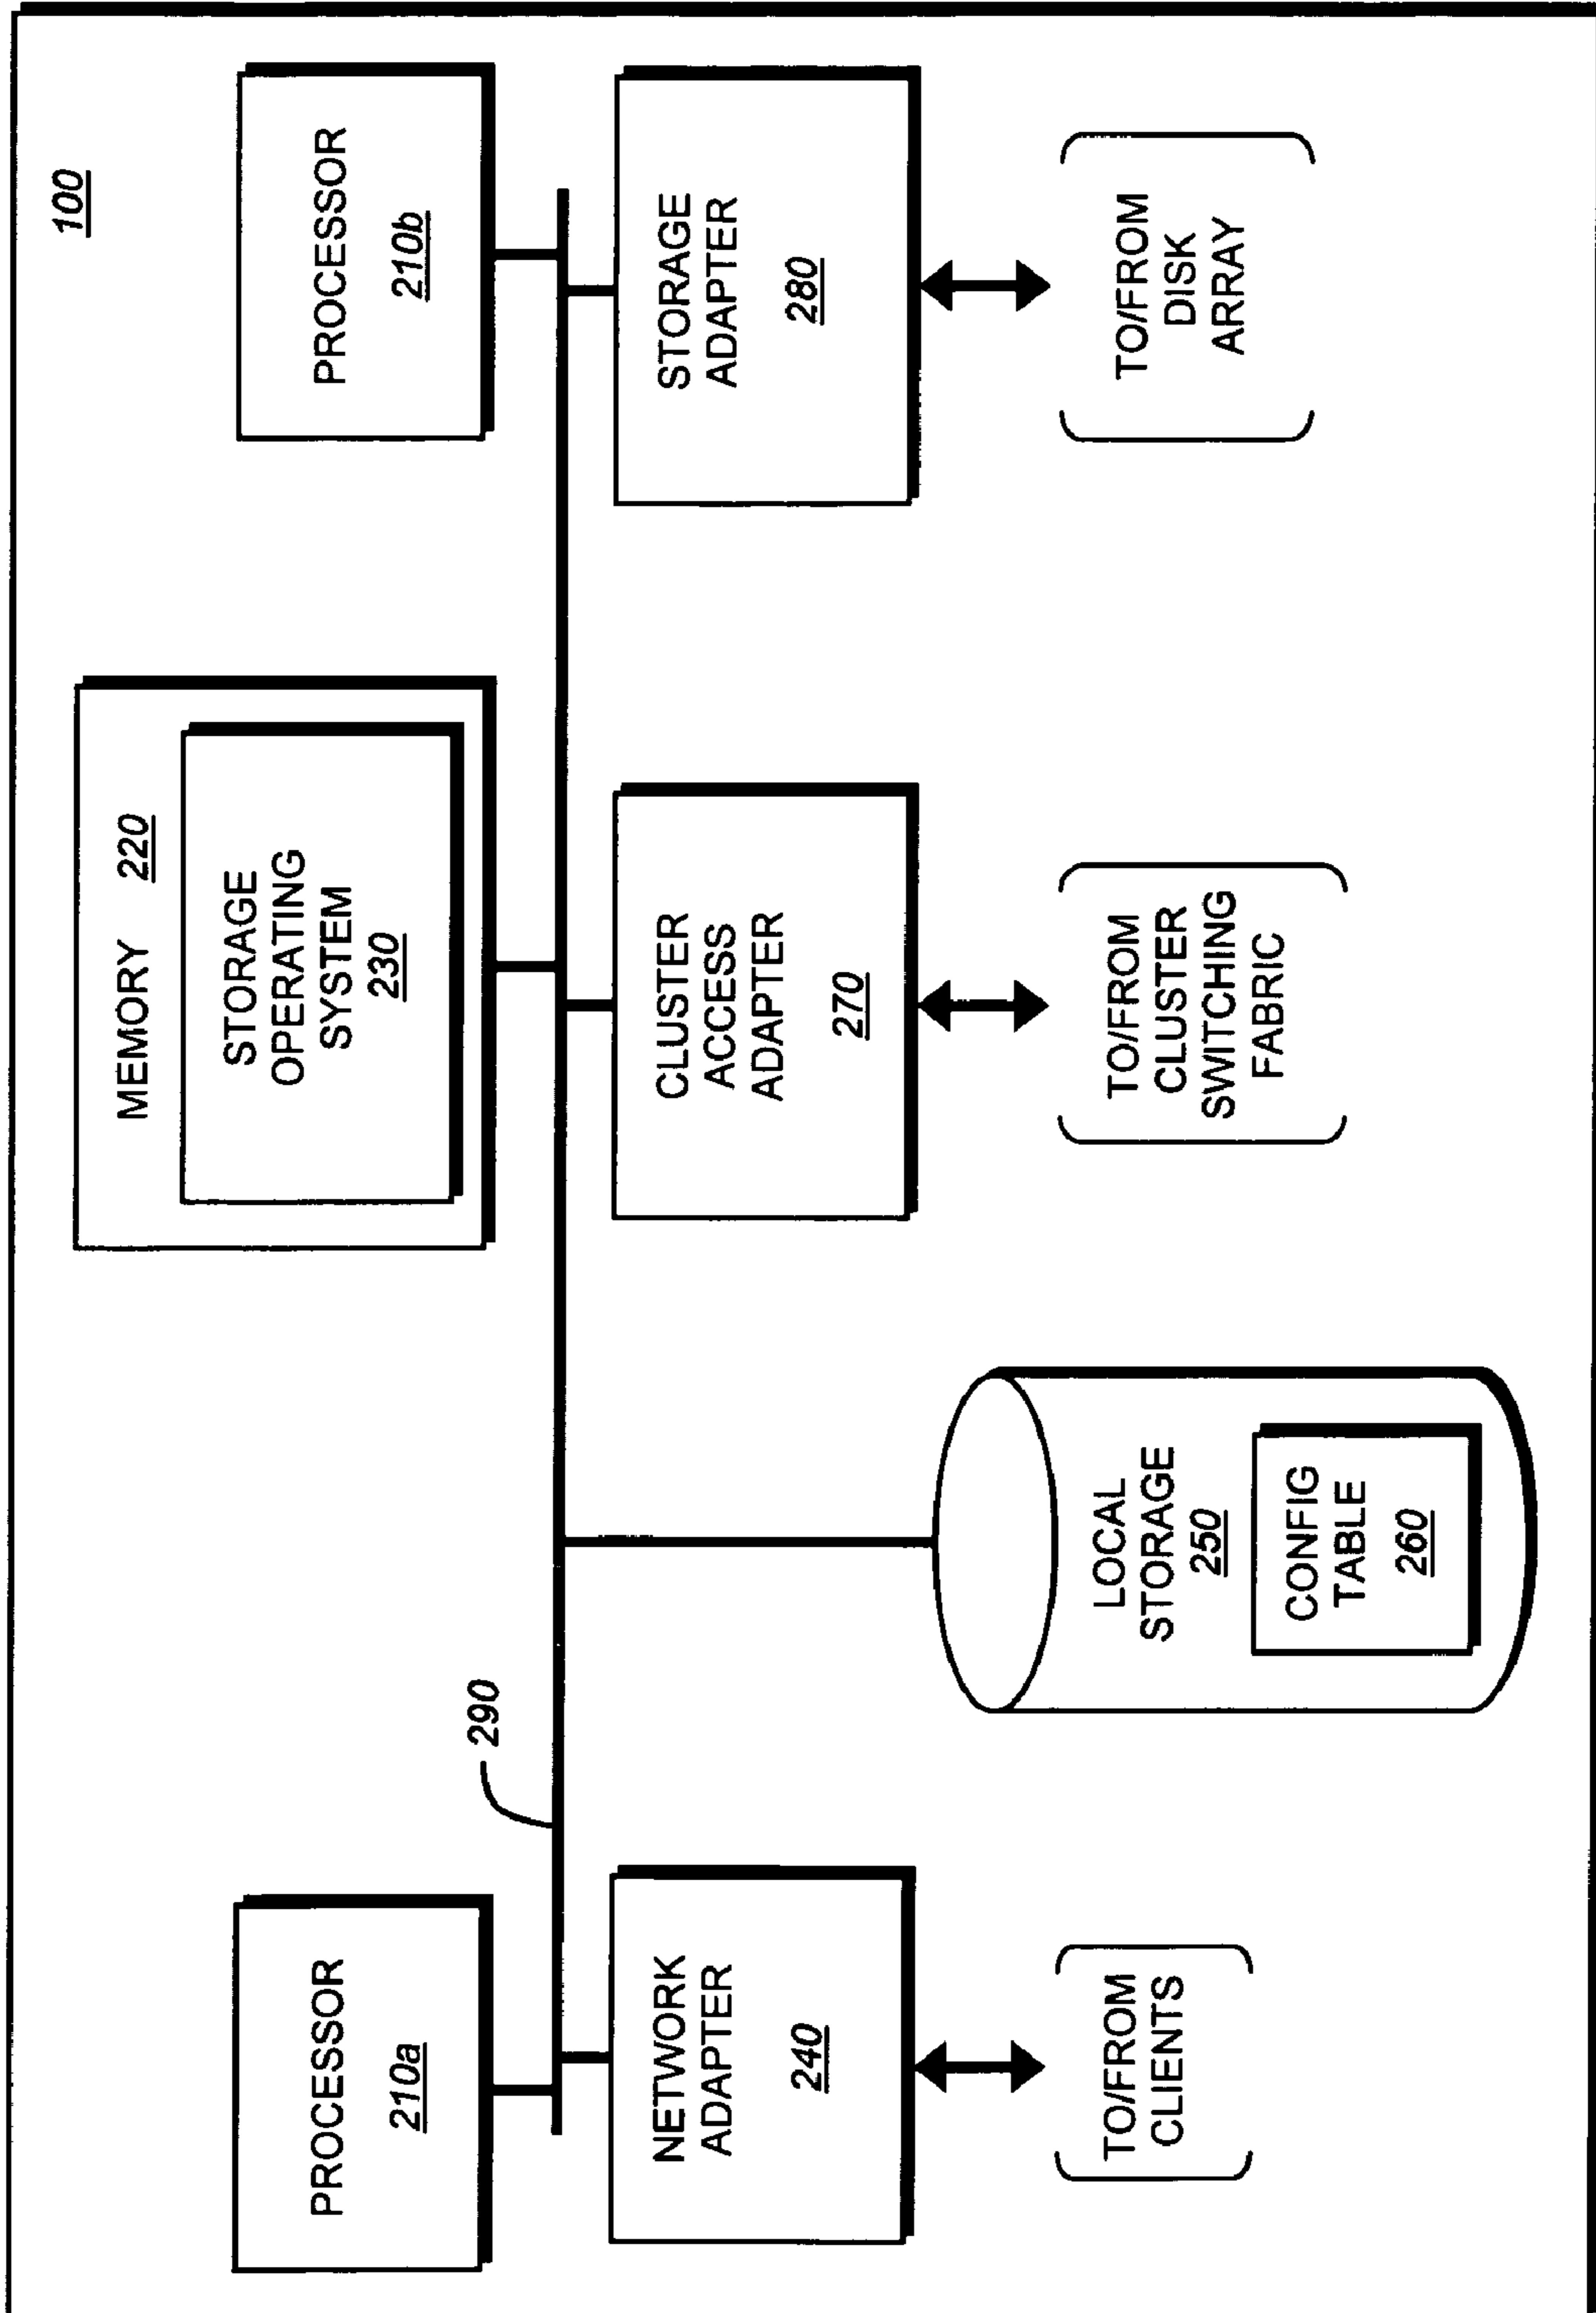 100
PROCESSOR
210a
MEMORY 220
STORAGE
OPERATING
SYSTEM
230
PROCESSOR
210b
290
NETWORK
ADAPTER
240
LOCAL
STORAGE
250
CONFIG
TABLE
260
CLUSTER
ACCESS
ADAPTER
270
STORAGE
ADAPTER
280
TO/FROM
CLIENTS
TO/FROM
CLUSTER
SWITCHING
FABRIC
TO/FROM
DISK
ARRAY